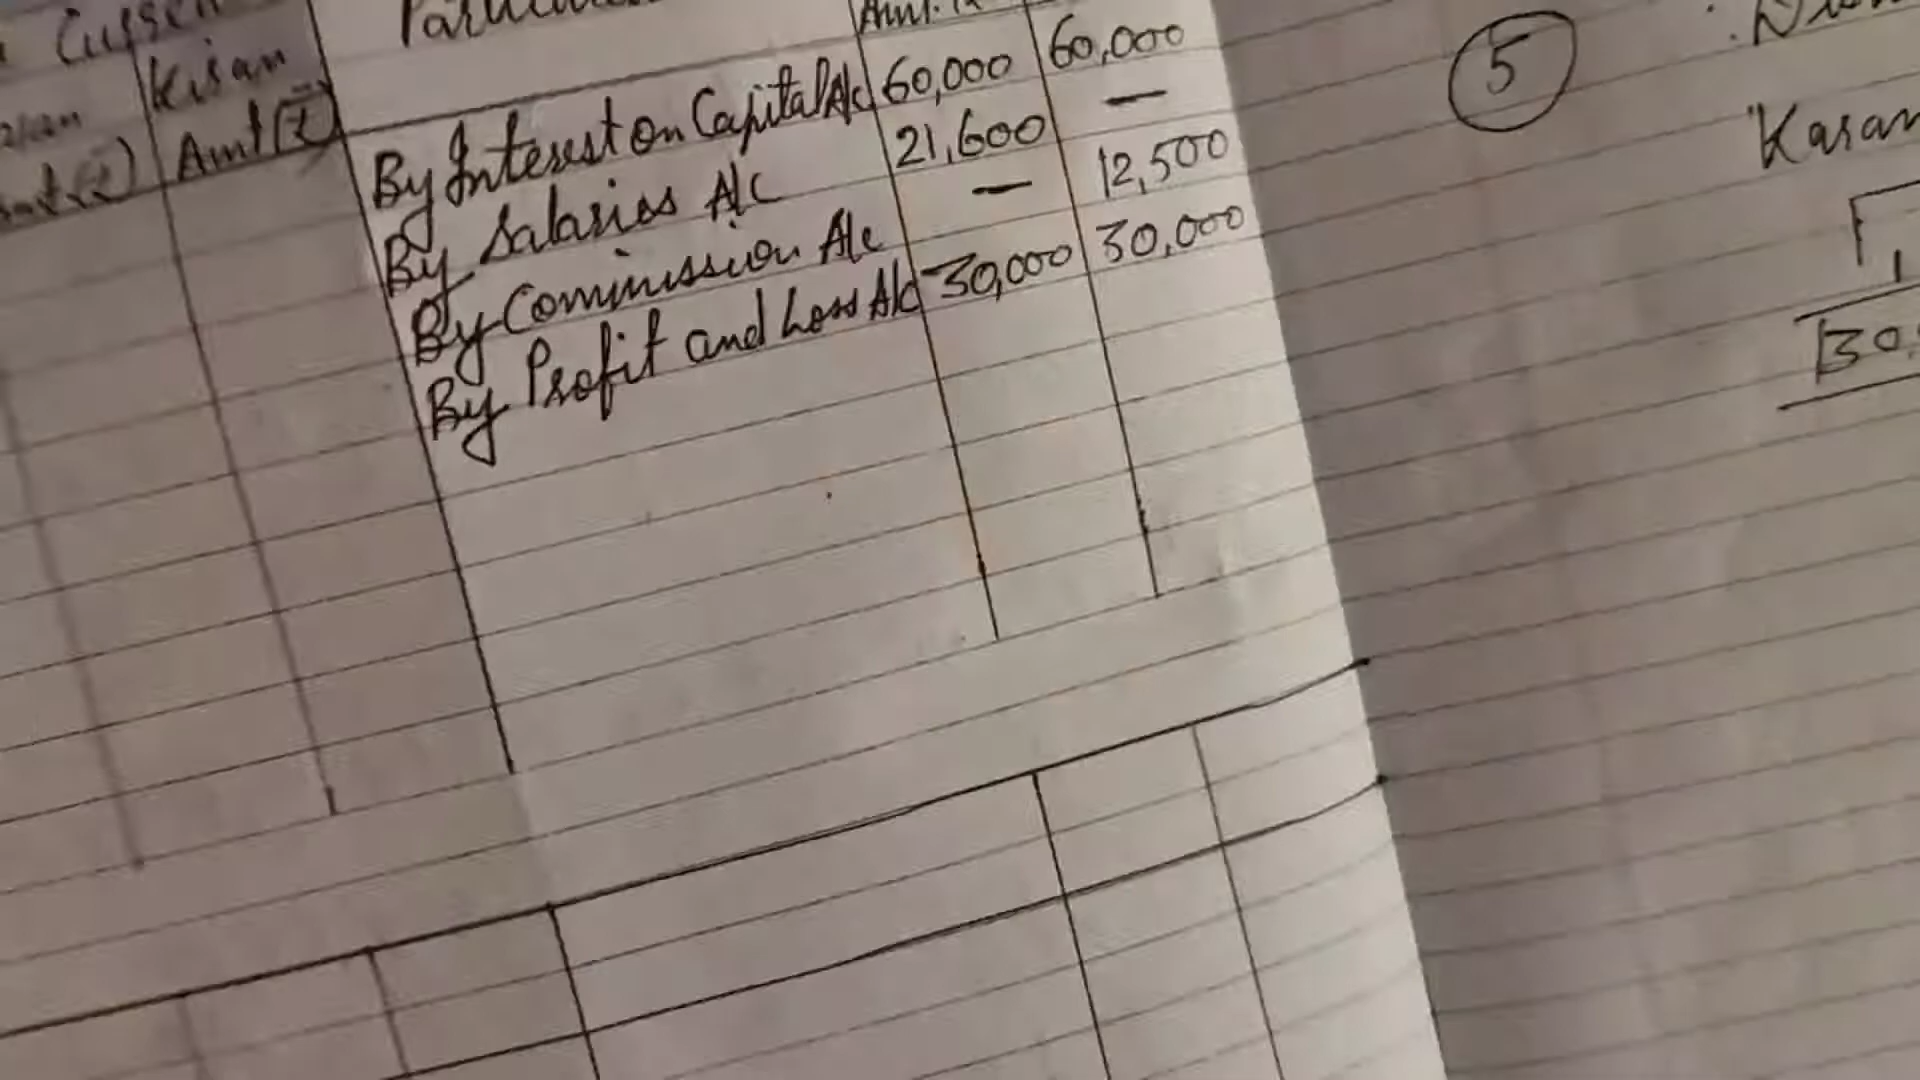 Kisan
Amt(₹)
By Interest on Capital A/c 60,000 60,000
By Salaries A/c 21,600 —
By Commission A/c — 12,500
By Profit and Loss A/c 30,000 30,000
5
Karan